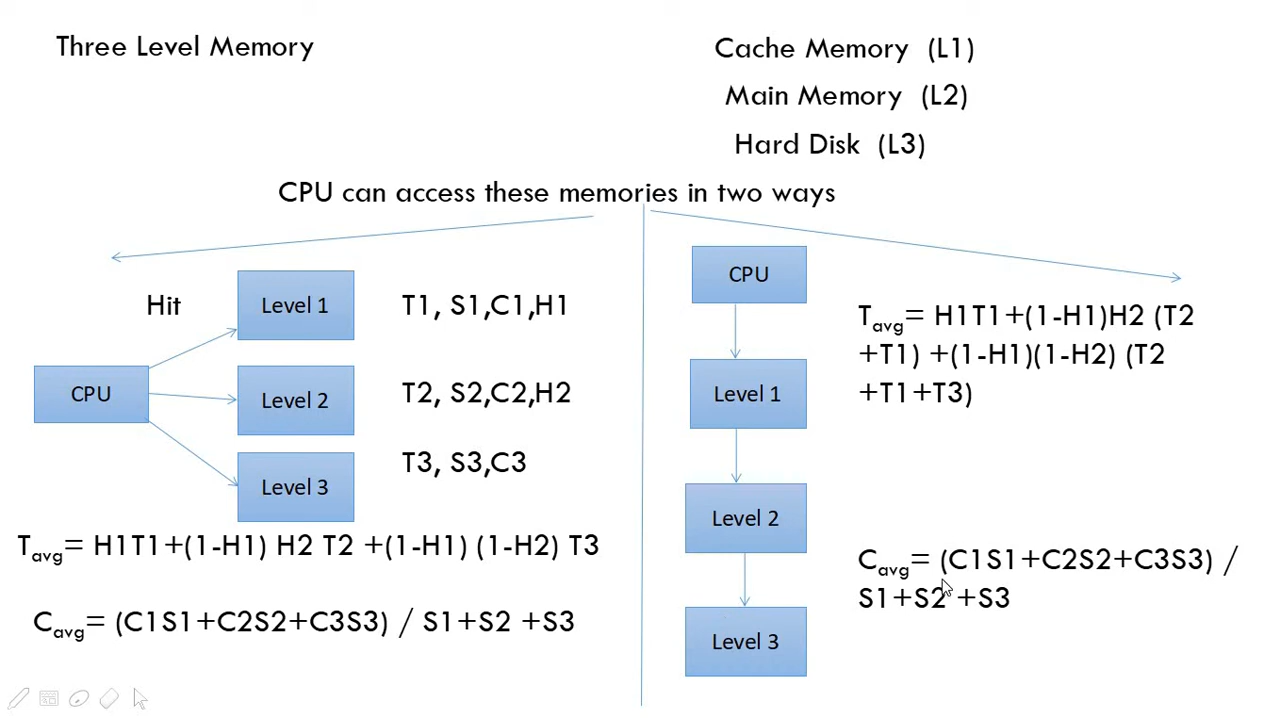 Three Level Memory
Cache Memory (L1)
Main Memory (L2)
Hard Disk (L3)
CPU can access these memories in two ways
Hit
Level 1
T1, S1,C1,H1
CPU
Level 2
T2, S2,C2,H2
Level 3
T3, S3,C3
Tavg= H1T1+(1-H1) H2 T2 +(1-H1) (1-H2) T3
Cavg= (C1S1+C2S2+C3S3) / S1+S2 +S3
CPU
Level 1
Level 2
Level 3
Tavg= H1T1+(1-H1)H2 (T2
+T1) +(1-H1)(1-H2) (T2
+T1+T3)
Cavg= (C1S1+C2S2+C3S3) /
S1+S2 +S3